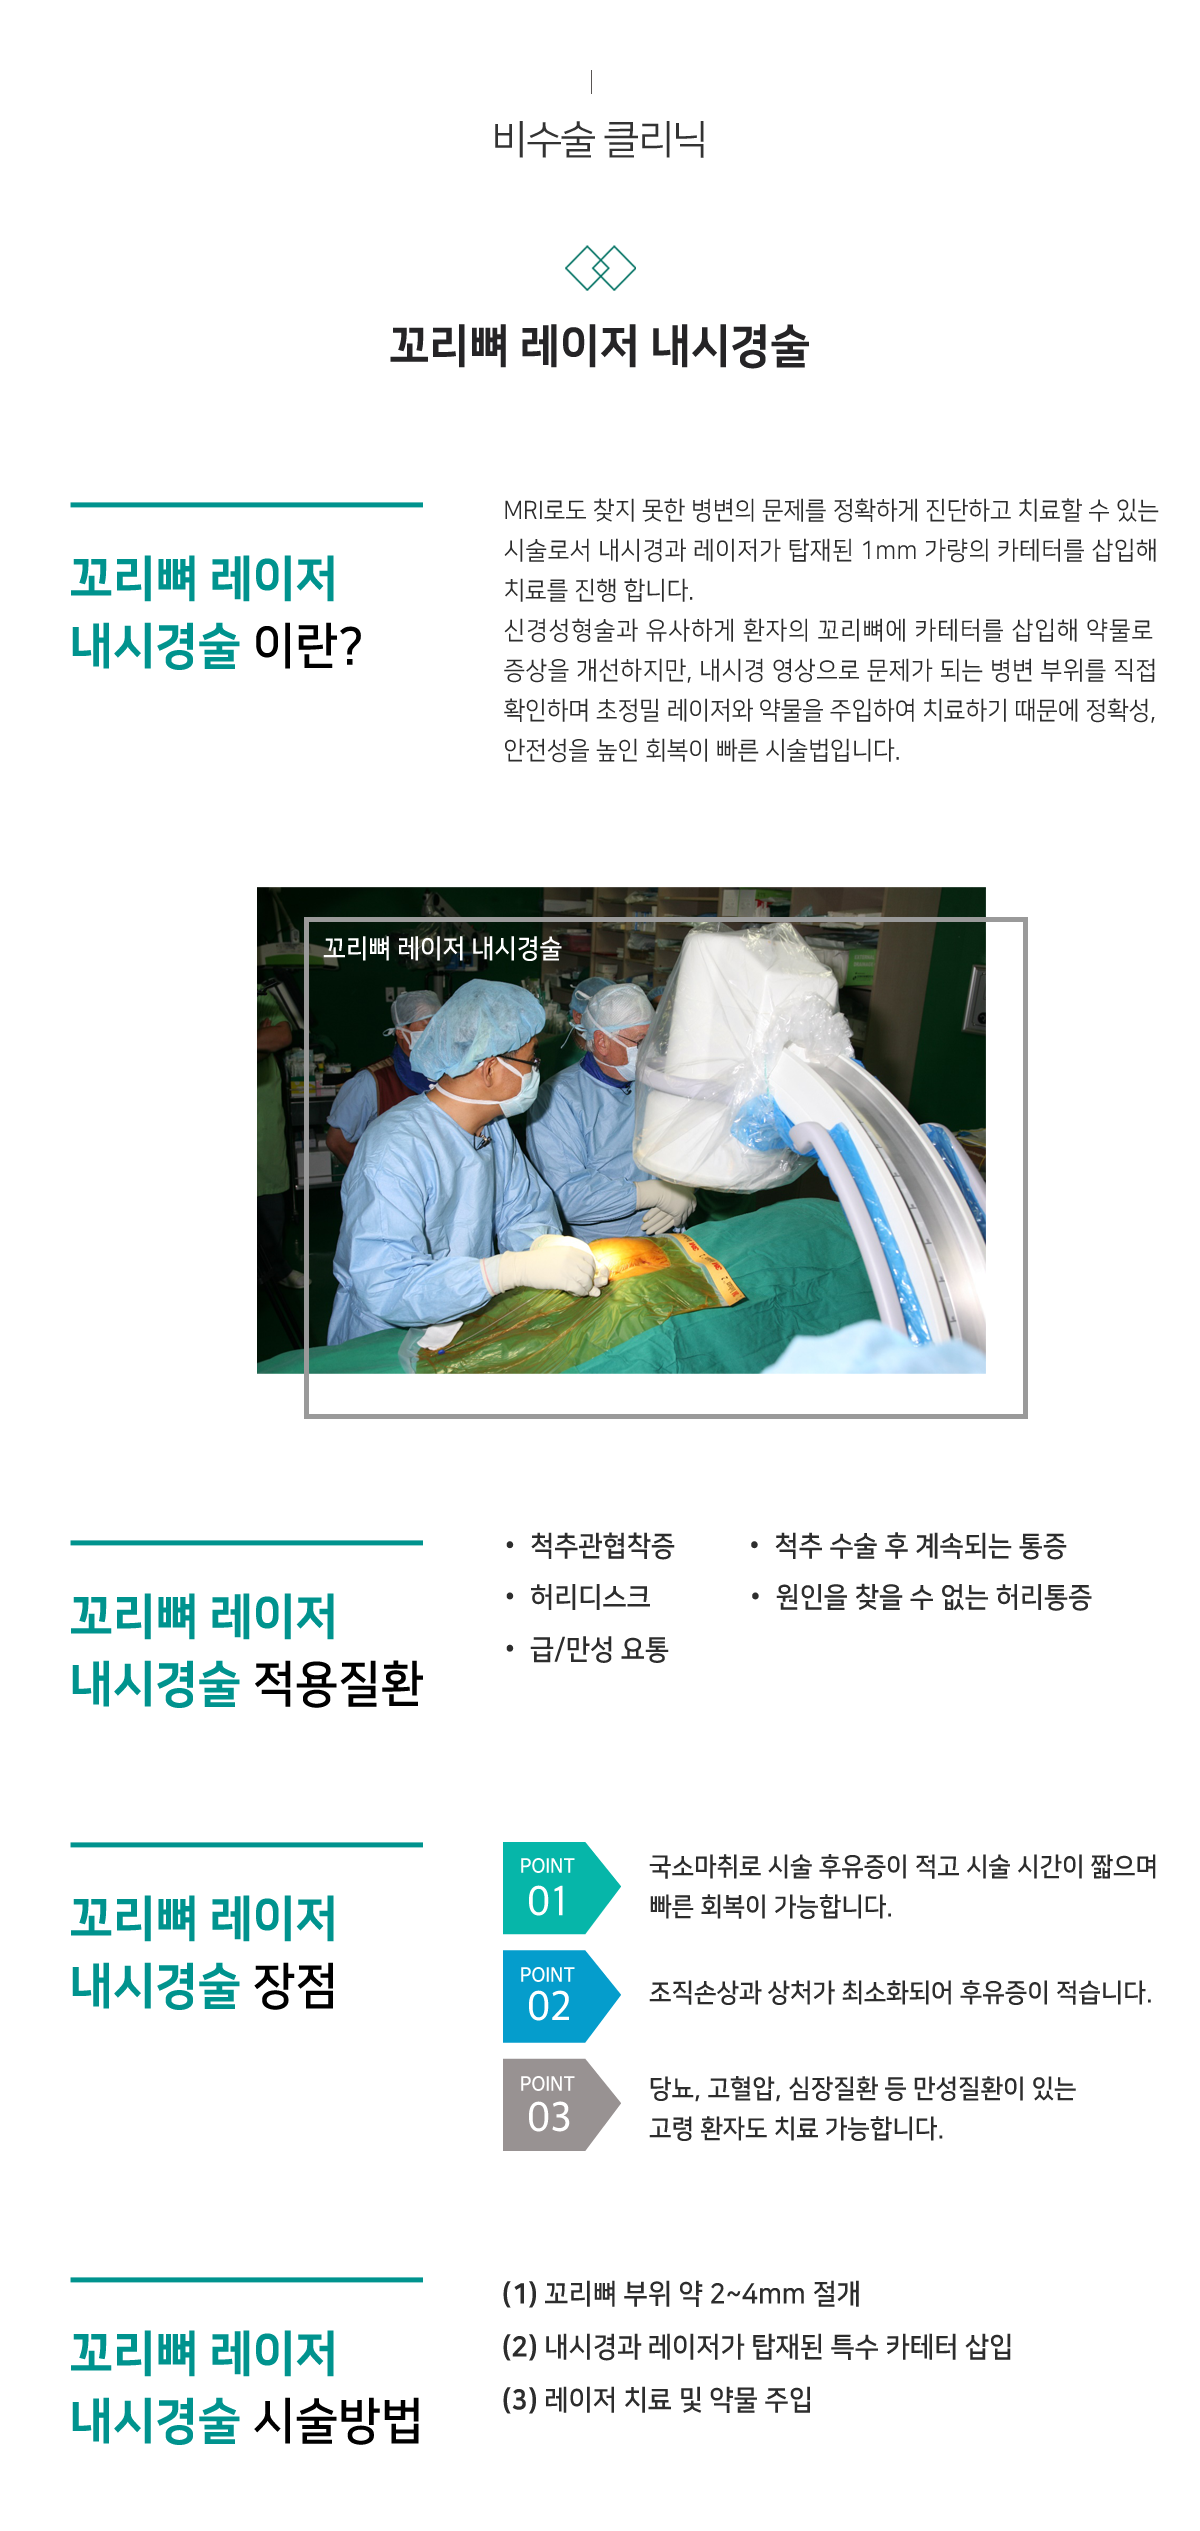 비수술 클리닉
꼬리뼈 레이저 내시경술
꼬리뼈 레이저
내시경술 이란?
MRI로도 찾지 못한 병변의 문제를 정확하게 진단하고 치료할 수 있는
시술로서 내시경과 레이저가 탑재된 1mm 가량의 카테터를 삽입해
치료를 진행 합니다.
신경성형술과 유사하게 환자의 꼬리뼈에 카테터를 삽입해 약물로
증상을 개선하지만, 내시경 영상으로 문제가 되는 병변 부위를 직접
확인하며 초정밀 레이저와 약물을 주입하여 치료하기 때문에 정확성,
안전성을 높인 회복이 빠른 시술법입니다.
꼬리뼈 레이저 내시경술
꼬리뼈 레이저
내시경술 적용질환
• 척추관협착증
• 허리디스크
• 급/만성 요통
• 척추 수술 후 계속되는 통증
• 원인을 찾을 수 없는 허리통증
꼬리뼈 레이저
내시경술 장점
POINT
01
국소마취로 시술 후유증이 적고 시술 시간이 짧으며
빠른 회복이 가능합니다.
POINT
02
조직손상과 상처가 최소화되어 후유증이 적습니다.
POINT
03
당뇨, 고혈압, 심장질환 등 만성질환이 있는
고령 환자도 치료 가능합니다.
꼬리뼈 레이저
내시경술 시술방법
(1) 꼬리뼈 부위 약 2~4mm 절개
(2) 내시경과 레이저가 탑재된 특수 카테터 삽입
(3) 레이저 치료 및 약물 주입